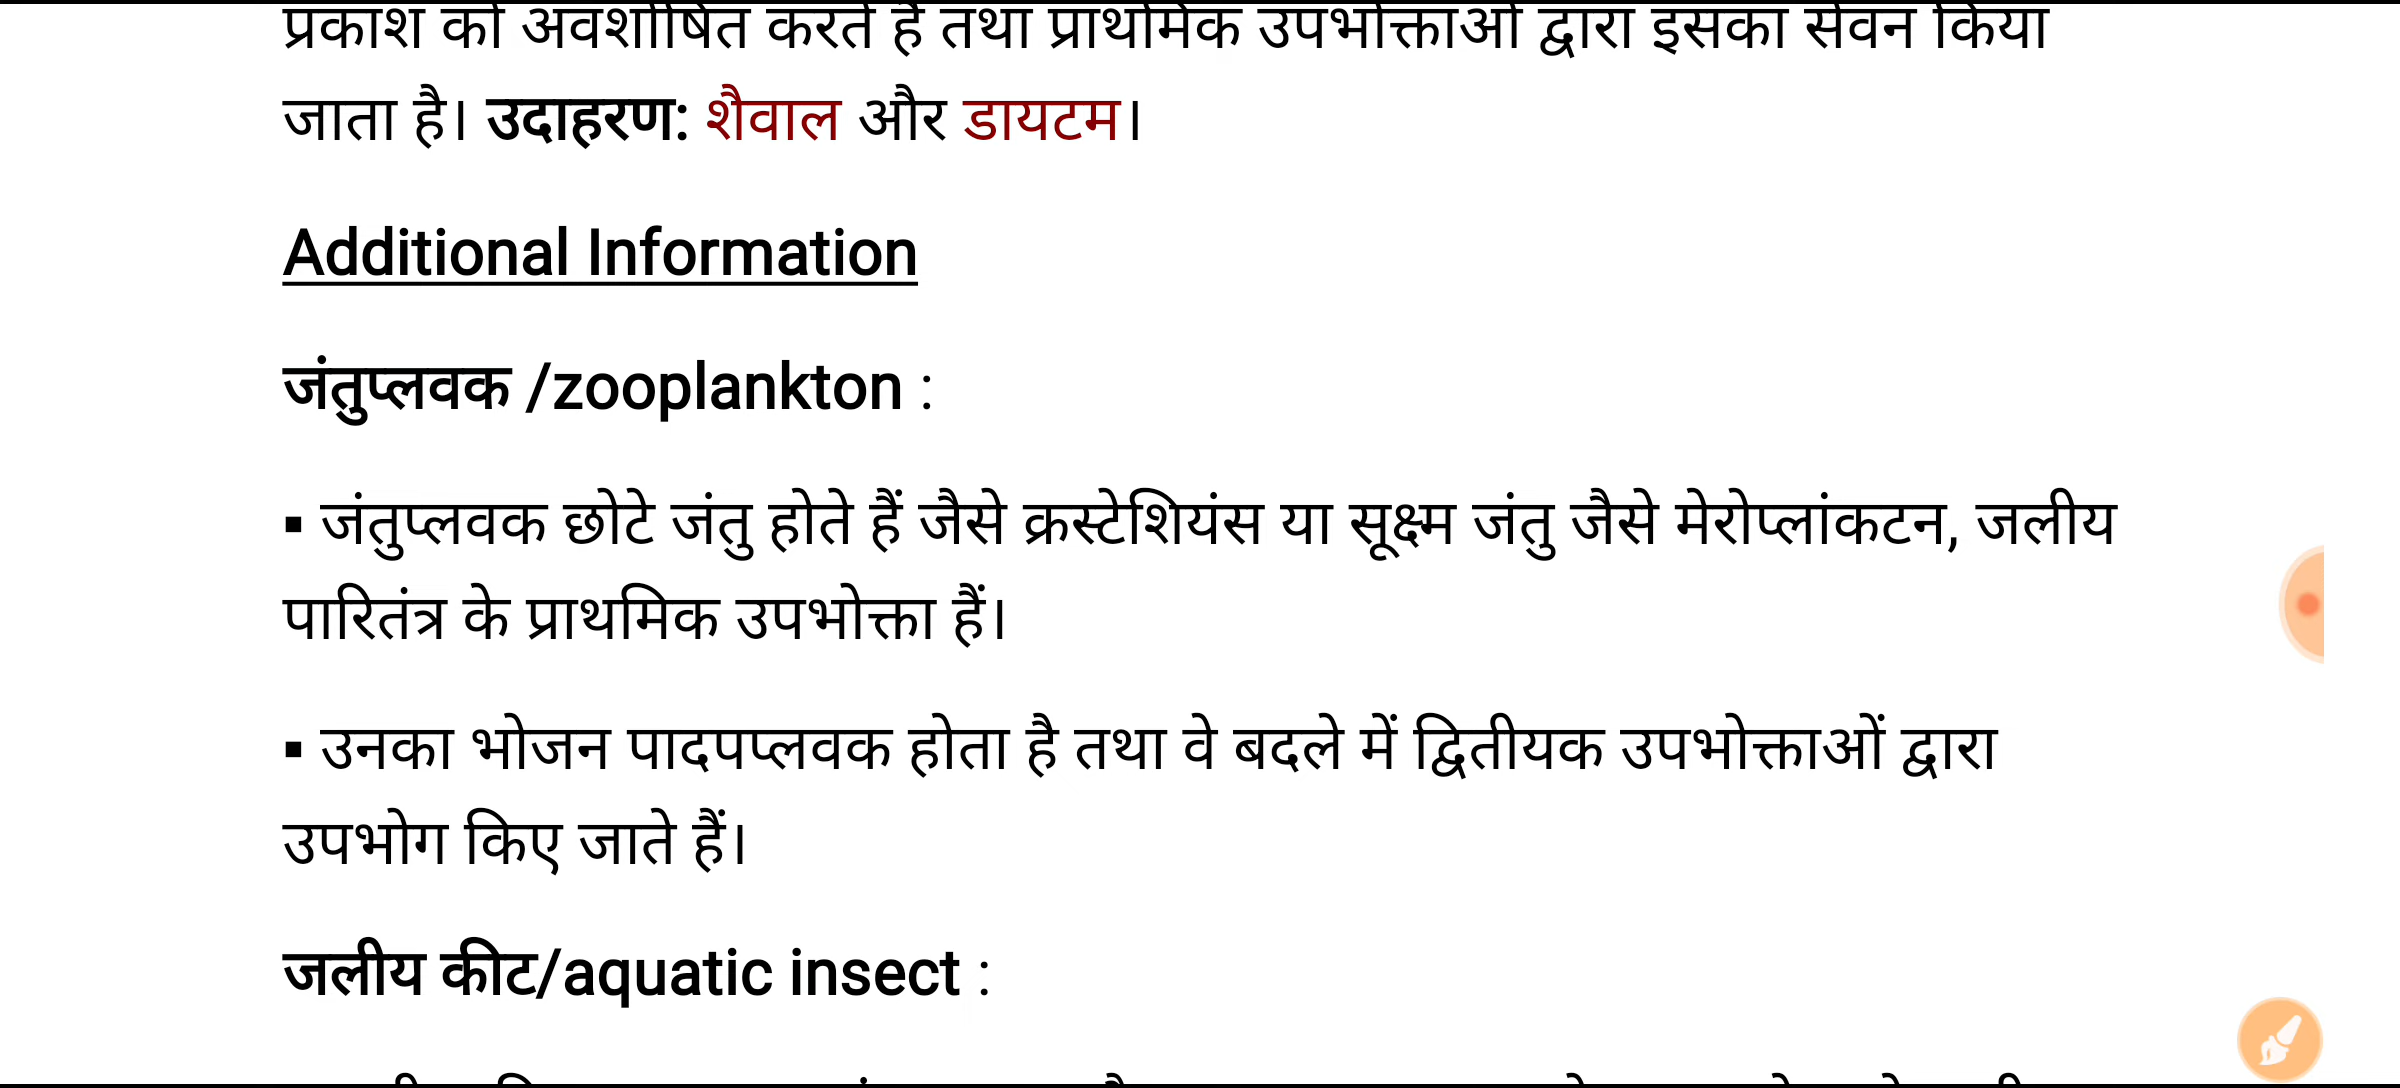 प्रकाश को अवशोषित करते हैं तथा प्राथमिक उपभोक्ताओं द्वारा इसका सेवन किया
जाता है। उदाहरण: शैवाल और डायटम।
Additional Information
जंतुप्लवक /zooplankton :
▪ जंतुप्लवक छोटे जंतु होते हैं जैसे क्रस्टेशियंस या सूक्ष्म जंतु जैसे मेरोप्लांकटन, जलीय
पारितंत्र के प्राथमिक उपभोक्ता हैं।
▪ उनका भोजन पादपप्लवक होता है तथा वे बदले में द्वितीयक उपभोक्ताओं द्वारा
उपभोग किए जाते हैं।
जलीय कीट/aquatic insect :